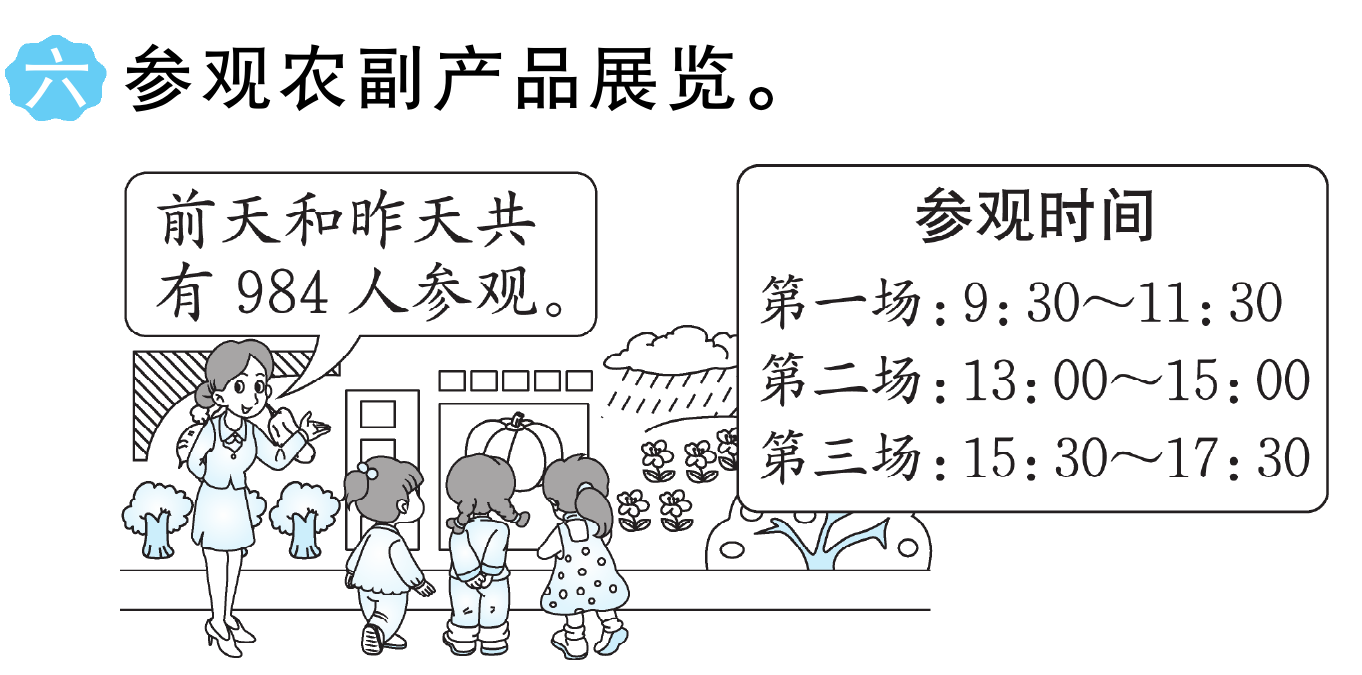 六 参观农副产品展览。
前天和昨天共
有 984 人参观。
参观时间
第一场:9:30～11:30
第二场:13:00～15:00
第三场:15:30～17:30